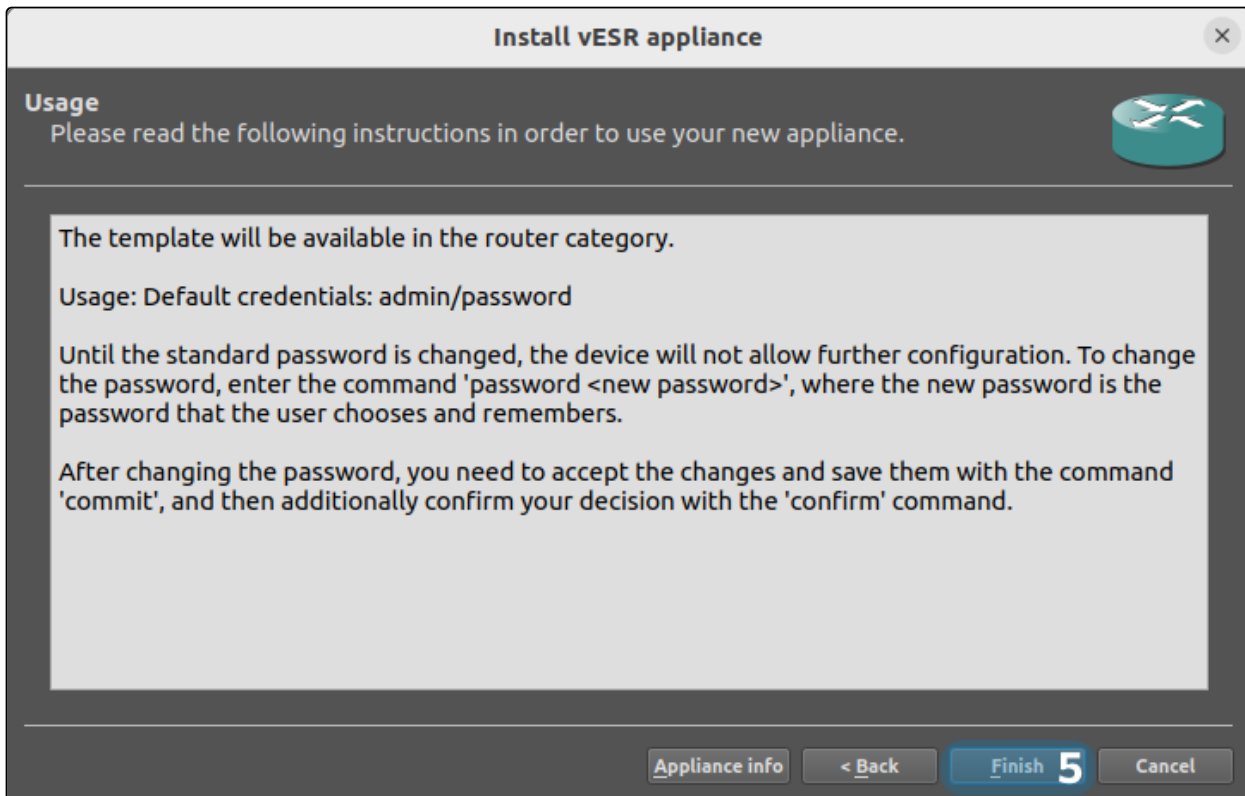 Install vESR appliance
Usage
Please read the following instructions in order to use your new appliance.
The template will be available in the router category.
Usage: Default credentials: admin/password
Until the standard password is changed, the device will not allow further configuration. To change
the password, enter the command 'password <new password>', where the new password is the
password that the user chooses and remembers.
After changing the password, you need to accept the changes and save them with the command
'commit', and then additionally confirm your decision with the 'confirm' command.
Appliance info < Back Finish 5 Cancel